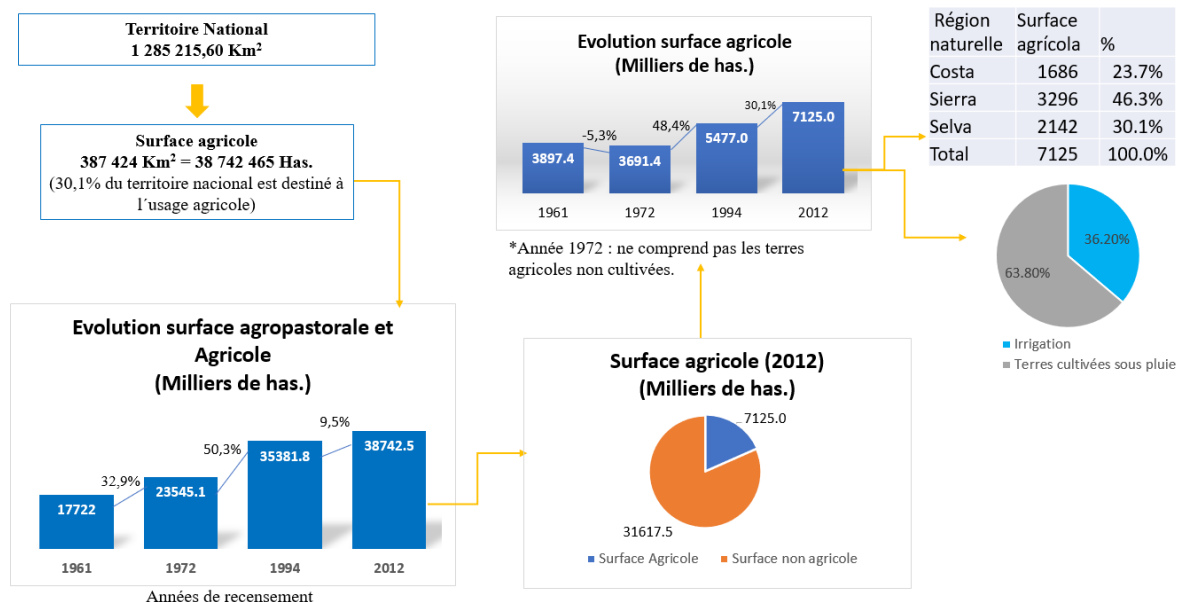 Territoire National
1 285 215,60 Km²
Surface agricole
387 424 Km² = 38 742 465 Has.
(30,1% du territoire nacional est destiné à
l´usage agricole)
Evolution surface agropastorale et
Agricole
(Milliers de has.)
32,9%
50,3%
9,5%
17722
23545.1
35381.8
38742.5
1961
1972
1994
2012
Années de recensement
Evolution surface agricole
(Milliers de has.)
-5,3%
48,4%
30,1%
3897.4
3691.4
5477.0
7125.0
1961
1972
1994
2012
*Année 1972 : ne comprend pas les terres
agricoles non cultivées.
Surface agricole (2012)
(Milliers de has.)
7125.0
31617.5
Surface Agricole
Surface non agricole
Région naturelle Surface agrícola %
Costa 1686 23.7%
Sierra 3296 46.3%
Selva 2142 30.1%
Total 7125 100.0%
36.20%
63.80%
Irrigation
Terres cultivées sous pluie